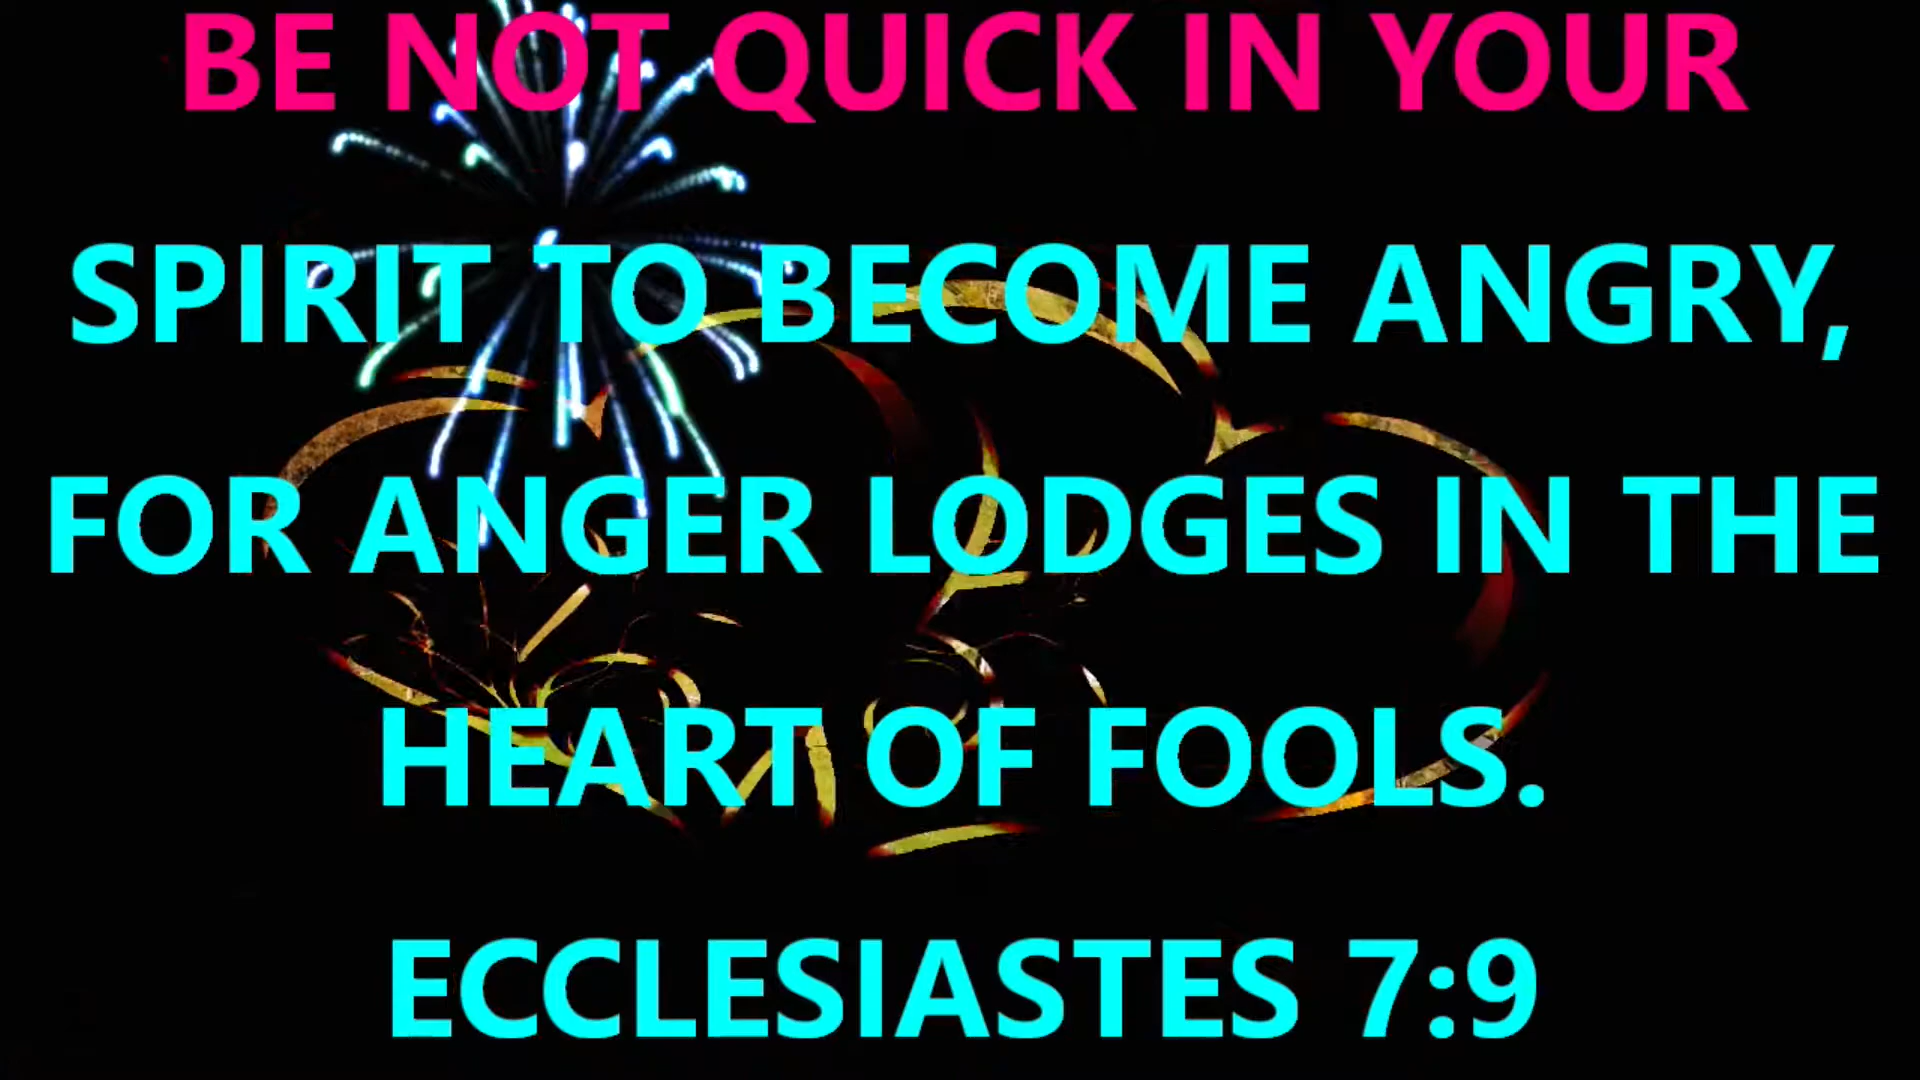 BE NOT QUICK IN YOUR
SPIRIT TO BECOME ANGRY,
FOR ANGER LODGES IN THE
HEART OF FOOLS.
ECCLESIASTES 7:9